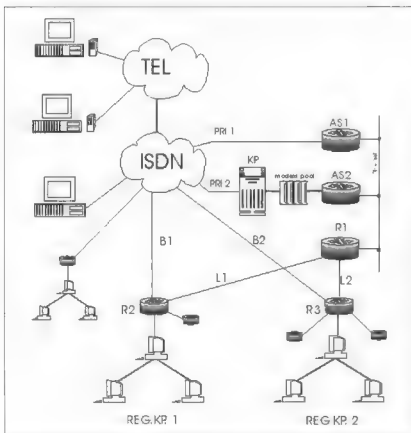 TEL
AS1
ISDN
PRI 1
KP
modem pool
AS2
PRI 2
R1
B1
B2
L1
L2
R2
R3
REG.KP. 1
REG.KP. 2